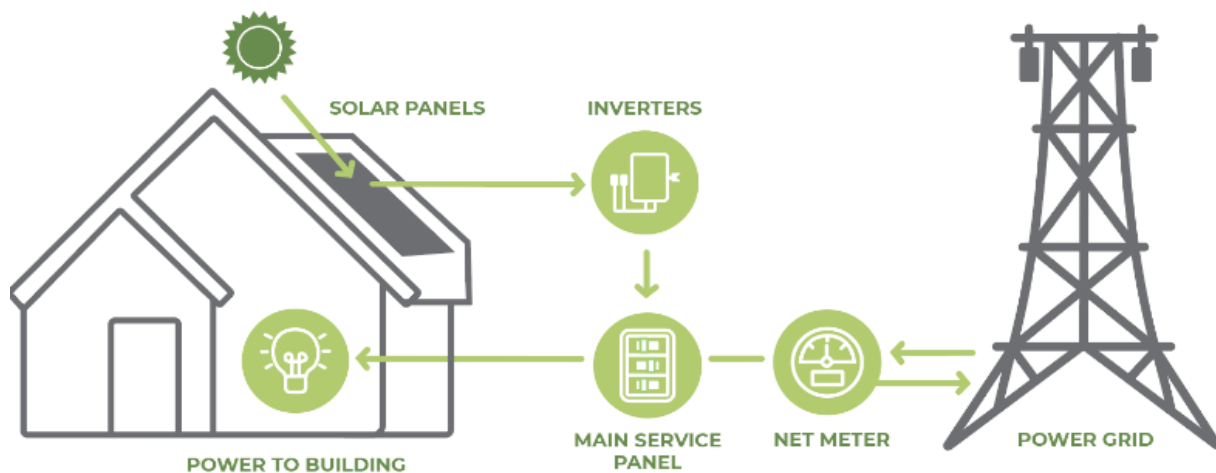 SOLAR PANELS
INVERTERS
POWER TO BUILDING
MAIN SERVICE
PANEL
NET METER
POWER GRID